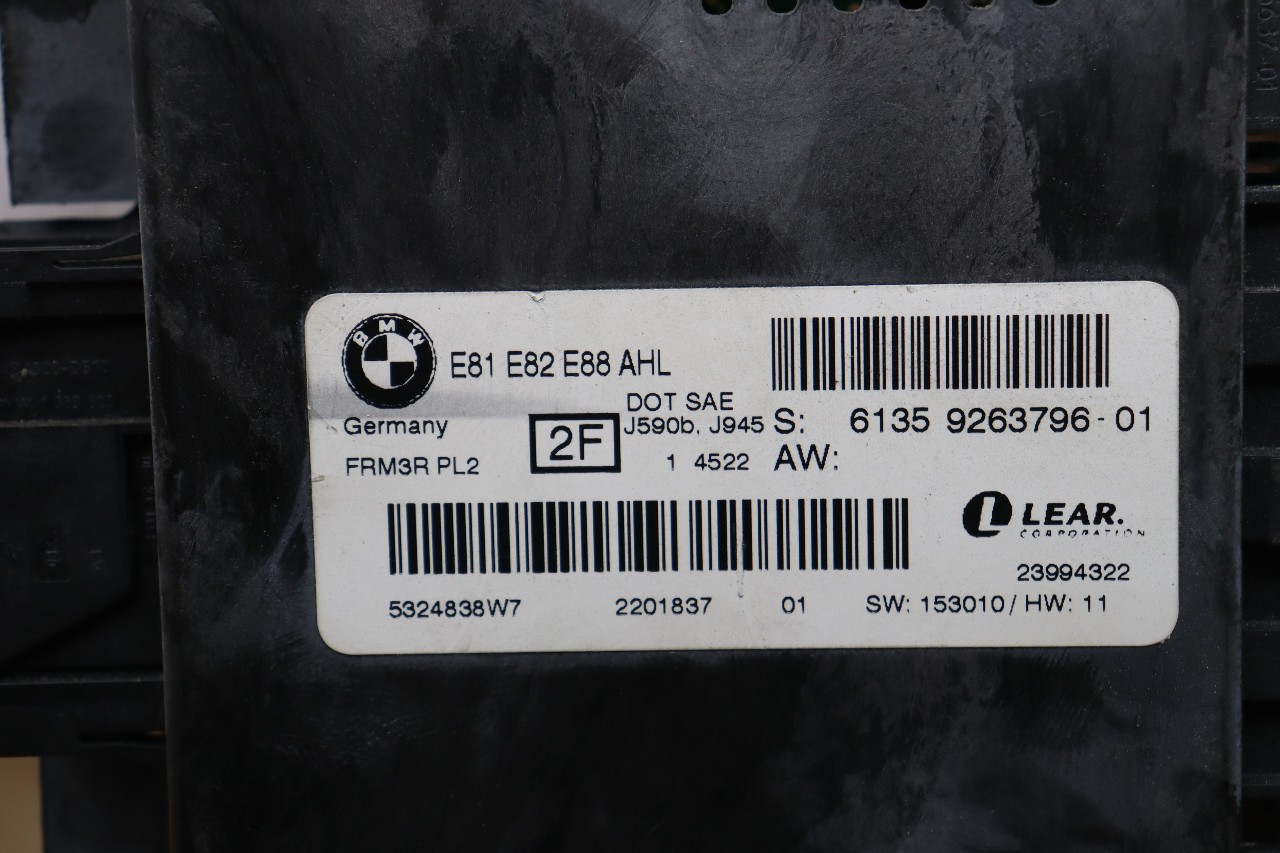 BMW
E81 E82 E88 AHL
DOT SAE
J590b, J945
1 4522
Germany
2F
FRM3R PL2
S: 6135 9263796-01
AW:
LEAR.
CORPORATION
23994322
5324838W7 2201837 01 SW: 153010 / HW: 11